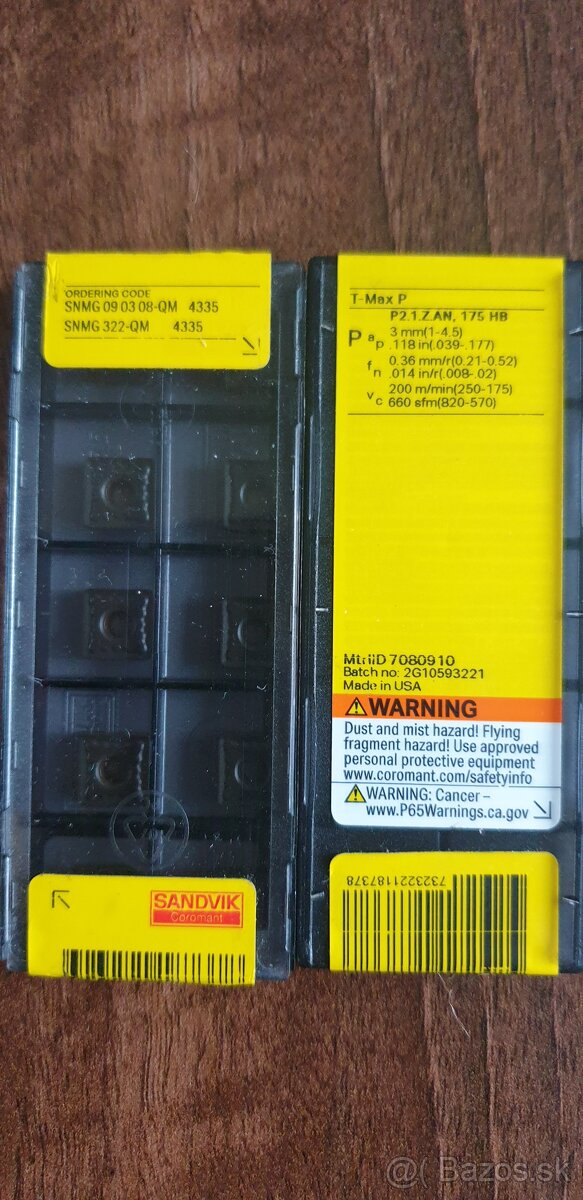 ORDERING CODE
SNMG 09 03 08-QM 4335
SNMG 322-QM 4335
SANDVIK
Coromant
T-Max P
P2.1.Z.AN, 175 HB
P ap 3 mm(1-4.5)
.118 in(.039-.177)
fn 0.36 mm/r(0.21-0.52)
.014 in/r(.008-.02)
vc 200 m/min(250-175)
660 sfm(820-570)
MtrlID 7080910
Batch no: 2G10593221
Made in USA
WARNING
Dust and mist hazard! Flying
fragment hazard! Use approved
personal protective equipment
www.coromant.com/safetyinfo
WARNING: Cancer –
www.P65Warnings.ca.gov
7323221187378
@ Bazos.sk